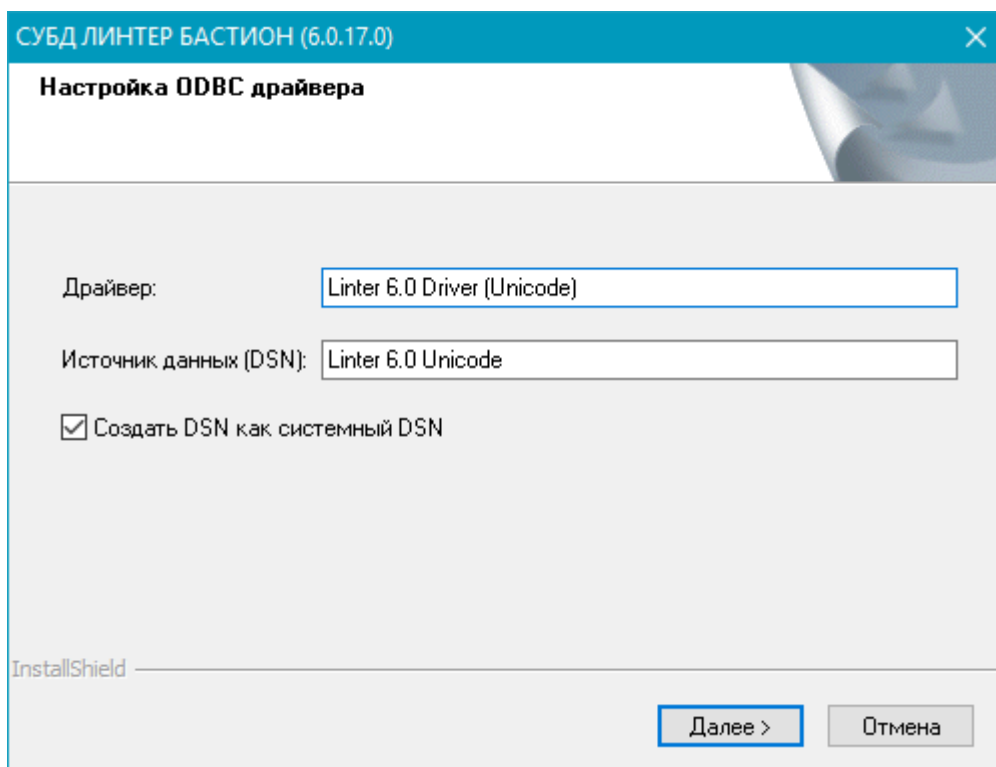 СУБД ЛИНТЕР БАСТИОН (6.0.17.0)
Настройка ODBC драйвера
Драйвер: Linter 6.0 Driver (Unicode)
Источник данных (DSN): Linter 6.0 Unicode
Создать DSN как системный DSN
InstallShield
Далее > Отмена